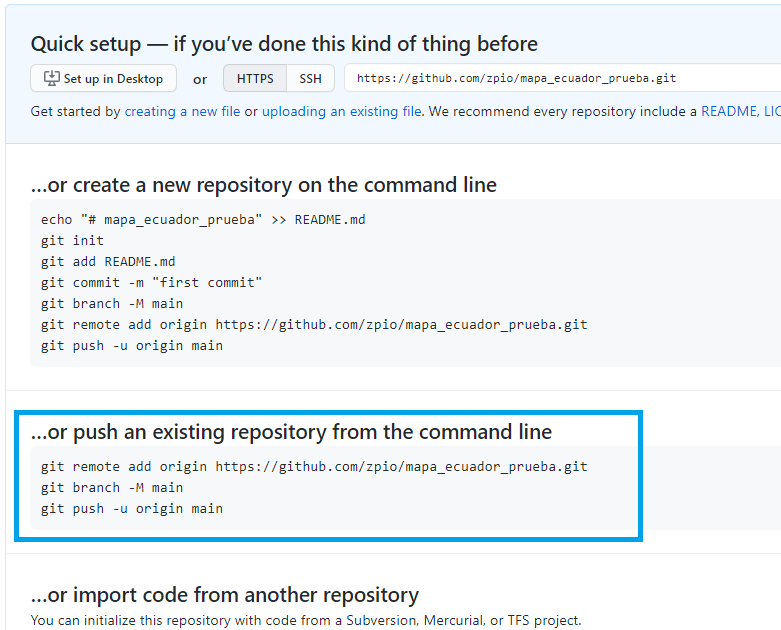 Quick setup — if you've done this kind of thing before
Set up in Desktop or HTTPS SSH https://github.com/zpio/mapa_ecuador_prueba.git
Get started by creating a new file or uploading an existing file. We recommend every repository include a README, LIC
...or create a new repository on the command line
echo "# mapa_ecuador_prueba" >> README.md
git init
git add README.md
git commit -m "first commit"
git branch -M main
git remote add origin https://github.com/zpio/mapa_ecuador_prueba.git
git push -u origin main
...or push an existing repository from the command line
git remote add origin https://github.com/zpio/mapa_ecuador_prueba.git
git branch -M main
git push -u origin main
...or import code from another repository
You can initialize this repository with code from a Subversion, Mercurial, or TFS project.